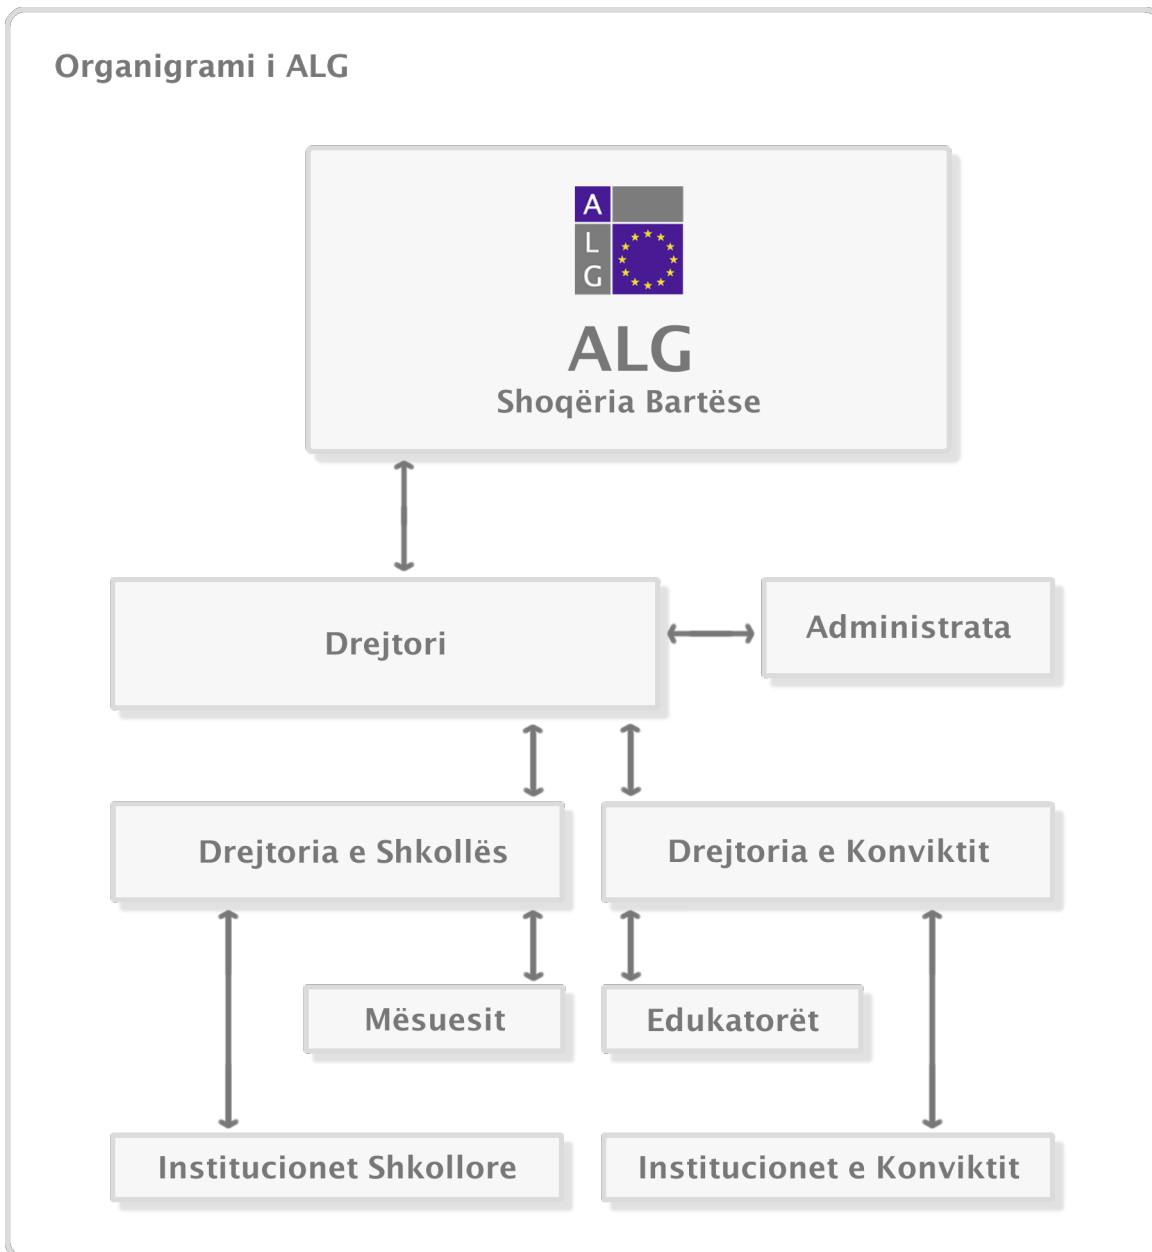 Organigrami i ALG
A
L
G
ALG
Shoqëria Bartëse
Drejtori
Administrata
Drejtoria e Shkollës
Drejtoria e Konviktit
Mësuesit
Edukatorët
Institucionet Shkollore
Institucionet e Konviktit